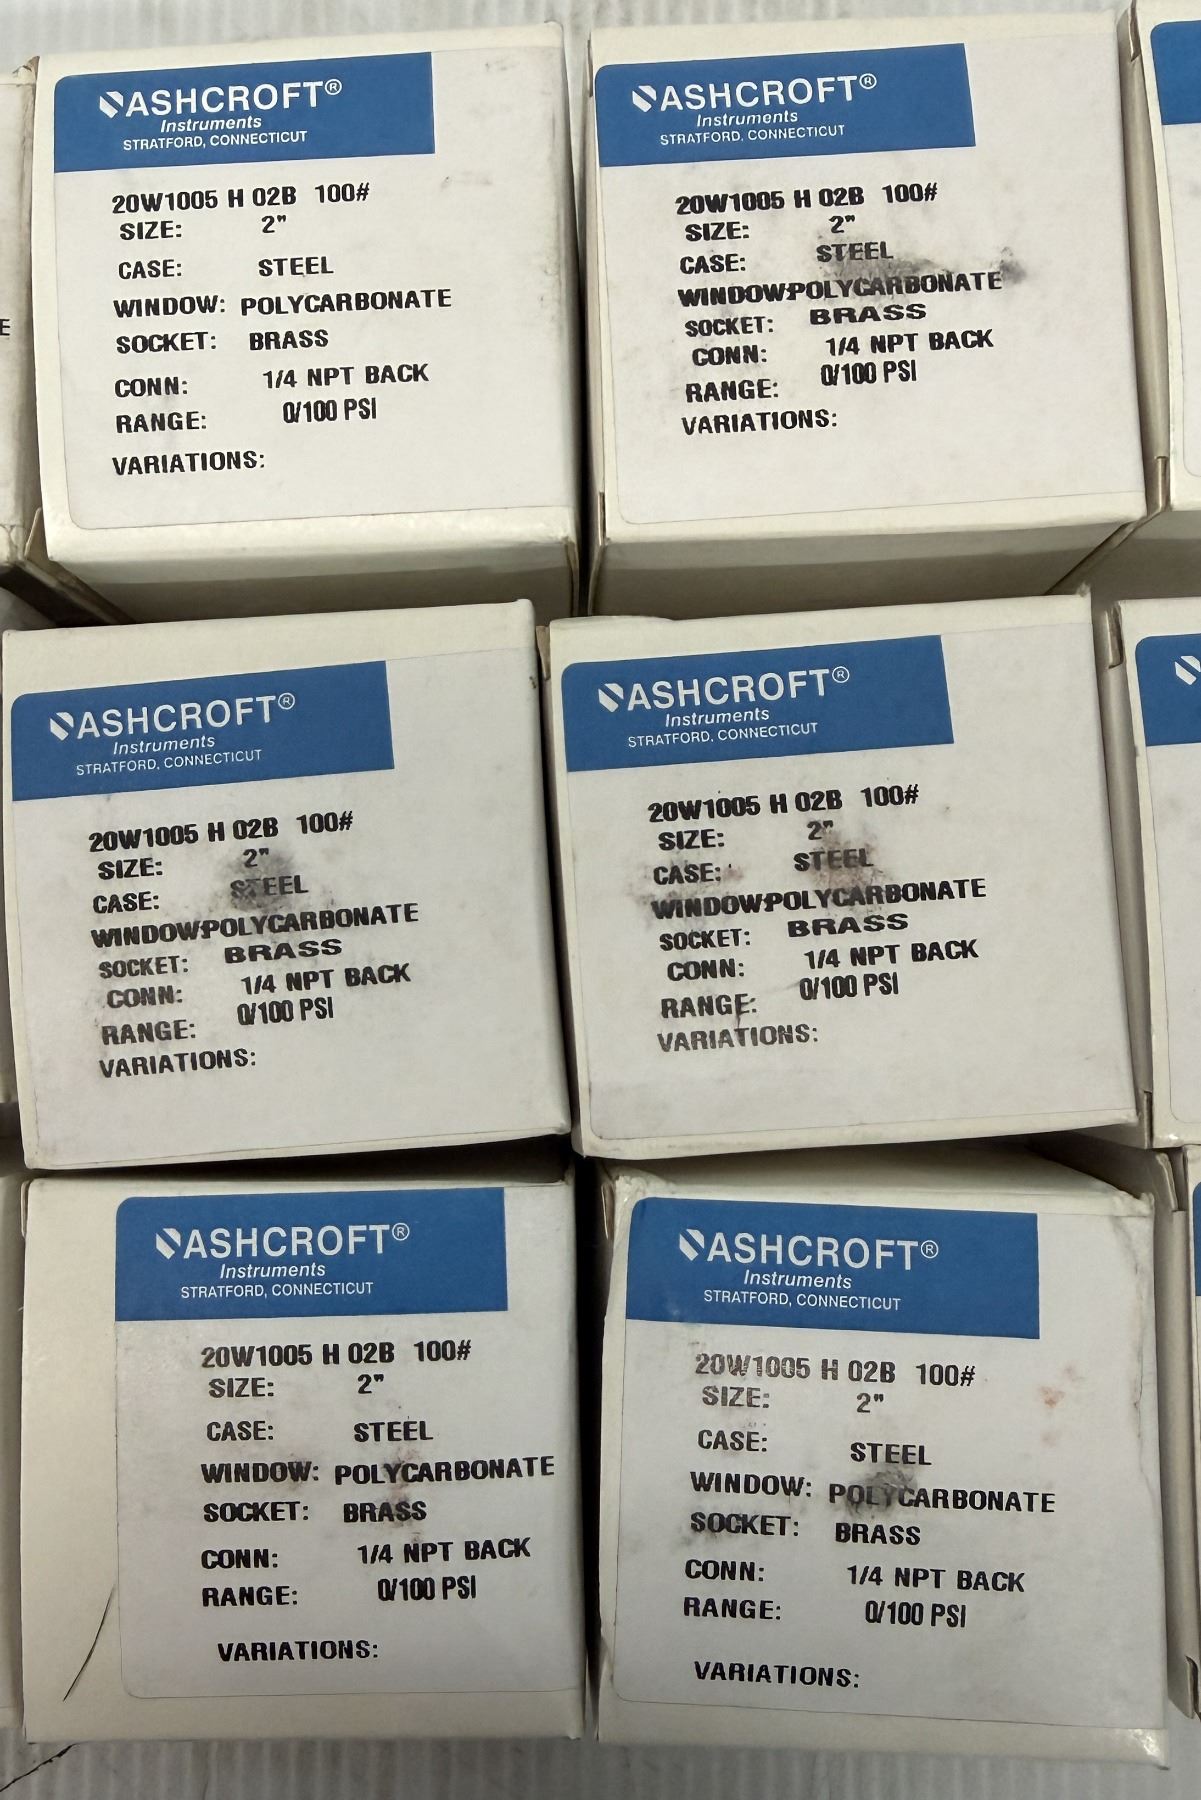 ASHCROFT®
Instruments
STRATFORD, CONNECTICUT
20W1005 H 02B 100#
SIZE: 2"
CASE: STEEL
WINDOW: POLYCARBONATE
SOCKET: BRASS
CONN: 1/4 NPT BACK
RANGE: 0/100 PSI
VARIATIONS:
ASHCROFT®
Instruments
STRATFORD, CONNECTICUT
20W1005 H 02B 100#
SIZE: 2"
CASE: STEEL
WINDOW:POLYCARBONATE
SOCKET: BRASS
CONN: 1/4 NPT BACK
RANGE: 0/100 PSI
VARIATIONS:
E
ASHCROFT®
Instruments
STRATFORD, CONNECTICUT
20W1005 H 02B 100#
SIZE: 2"
CASE: STEEL
WINDOW:POLYCARBONATE
SOCKET: BRASS
CONN: 1/4 NPT BACK
RANGE: 0/100 PSI
VARIATIONS:
ASHCROFT®
Instruments
STRATFORD, CONNECTICUT
20W1005 H 02B 100#
SIZE: 2"
CASE: STEEL
WINDOW:POLYCARBONATE
SOCKET: BRASS
CONN: 1/4 NPT BACK
RANGE: 0/100 PSI
VARIATIONS:
ASHCROFT®
Instruments
STRATFORD, CONNECTICUT
20W1005 H 02B 100#
SIZE: 2"
CASE: STEEL
WINDOW: POLYCARBONATE
SOCKET: BRASS
CONN: 1/4 NPT BACK
RANGE: 0/100 PSI
VARIATIONS:
ASHCROFT®
Instruments
STRATFORD, CONNECTICUT
20W1005 H 02B 100#
SIZE: 2"
CASE: STEEL
WINDOW: POLYCARBONATE
SOCKET: BRASS
CONN: 1/4 NPT BACK
RANGE: 0/100 PSI
VARIATIONS: